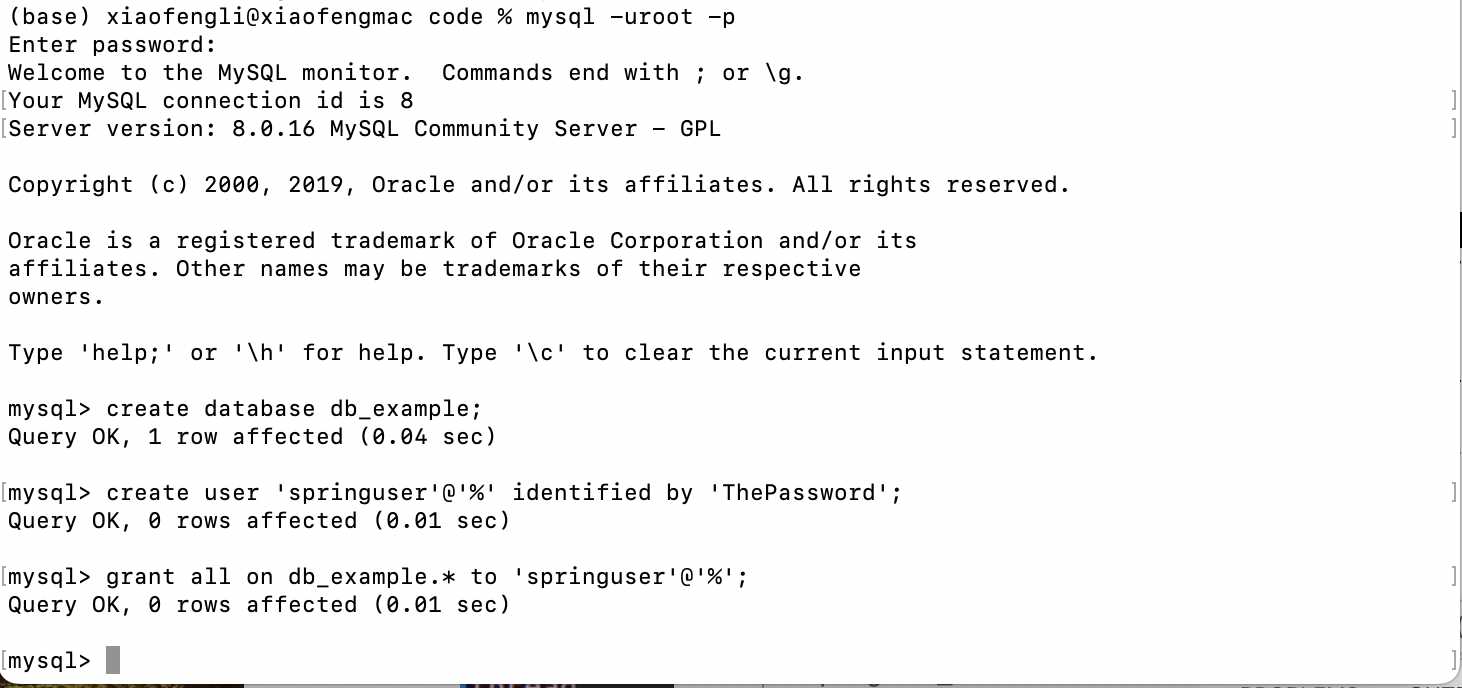 (base) xiaofengli@xiaofengmac code % mysql -uroot -p
Enter password:
Welcome to the MySQL monitor.  Commands end with ; or \g.
[Your MySQL connection id is 8 ]
[Server version: 8.0.16 MySQL Community Server - GPL ]
Copyright (c) 2000, 2019, Oracle and/or its affiliates. All rights reserved.
Oracle is a registered trademark of Oracle Corporation and/or its
affiliates. Other names may be trademarks of their respective
owners.
Type 'help;' or '\h' for help. Type '\c' to clear the current input statement.
mysql> create database db_example;
Query OK, 1 row affected (0.04 sec)
[mysql> create user 'springuser'@'%' identified by 'ThePassword'; ]
Query OK, 0 rows affected (0.01 sec)
[mysql> grant all on db_example.* to 'springuser'@'%'; ]
Query OK, 0 rows affected (0.01 sec)
[mysql> ]